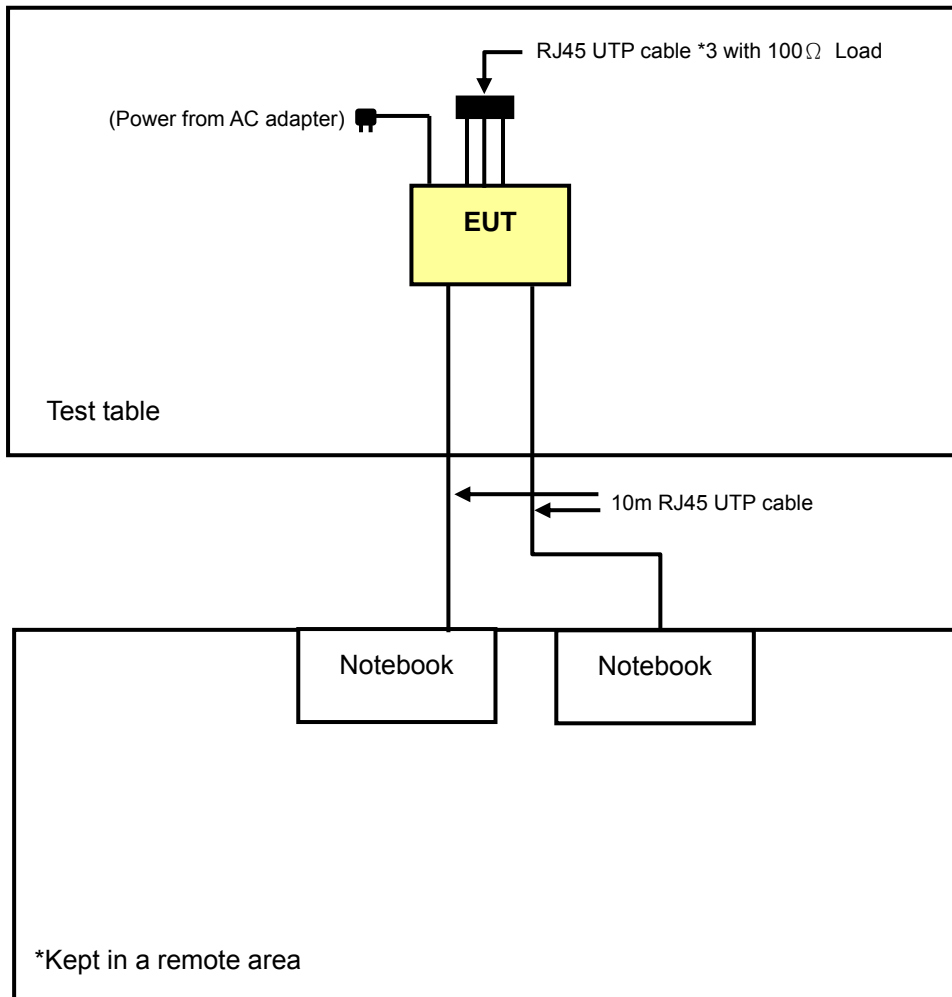 RJ45 UTP cable *3 with 100Ω Load
(Power from AC adapter)
EUT
Test table
10m RJ45 UTP cable
Notebook
Notebook
*Kept in a remote area